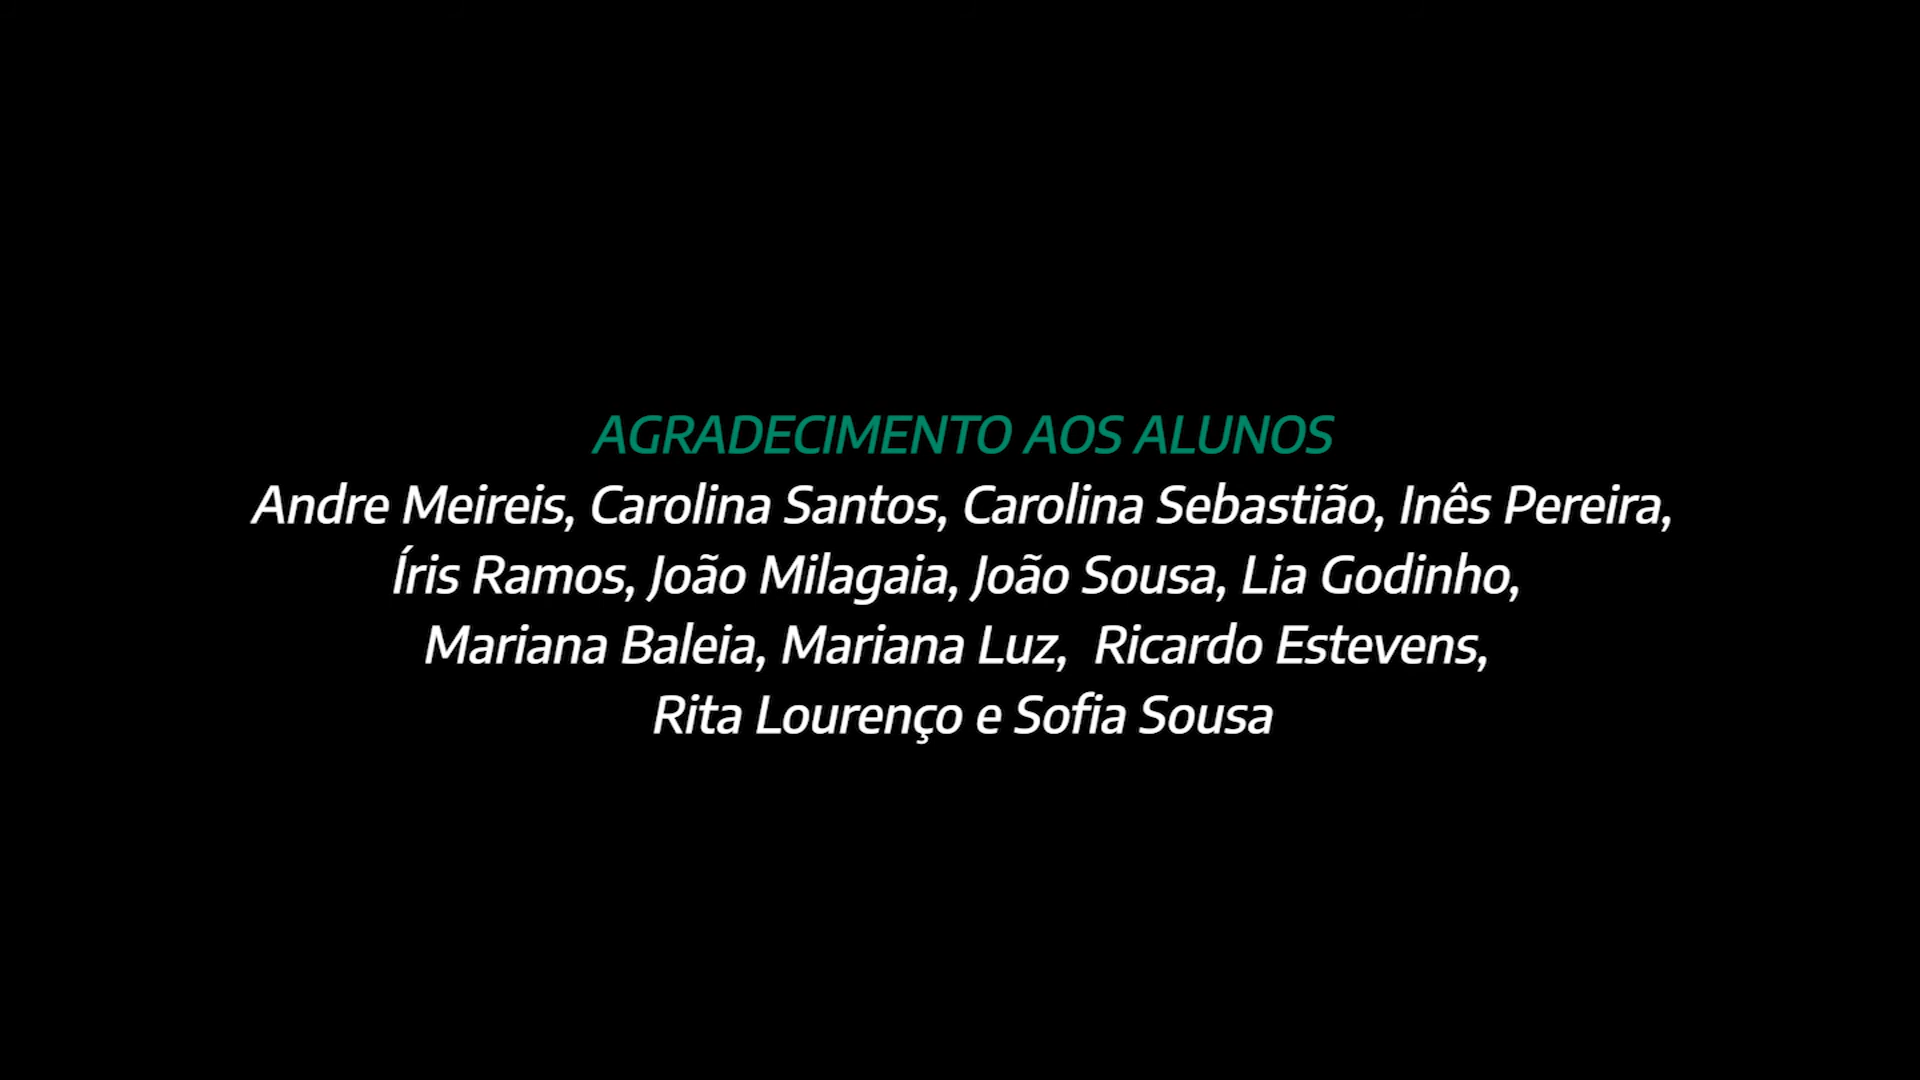 AGRADECIMENTO AOS ALUNOS
Andre Meireis, Carolina Santos, Carolina Sebastião, Inês Pereira,
Íris Ramos, João Milagaia, João Sousa, Lia Godinho,
Mariana Baleia, Mariana Luz,  Ricardo Estevens,
Rita Lourenço e Sofia Sousa